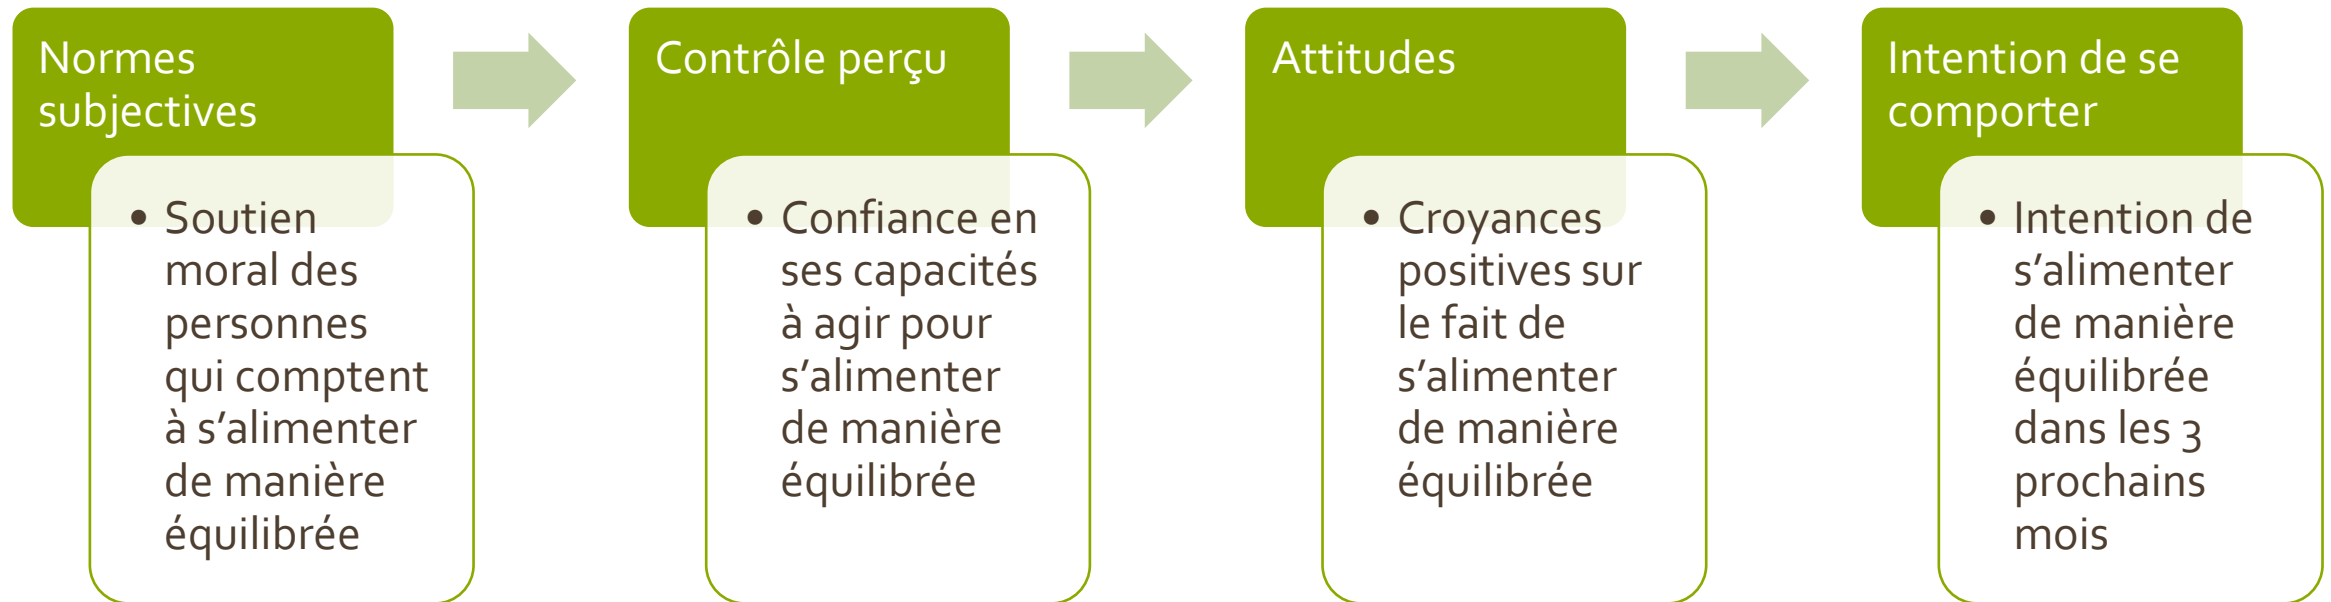 Normes
subjectives
• Soutien
moral des
personnes
qui comptent
à s’alimenter
de manière
équilibrée
Contrôle perçu
• Confiance en
ses capacités
à agir pour
s’alimenter
de manière
équilibrée
Attitudes
• Croyances
positives sur
le fait de
s’alimenter
de manière
équilibrée
Intention de se
comporter
• Intention de
s’alimenter
de manière
équilibrée
dans les 3
prochains
mois